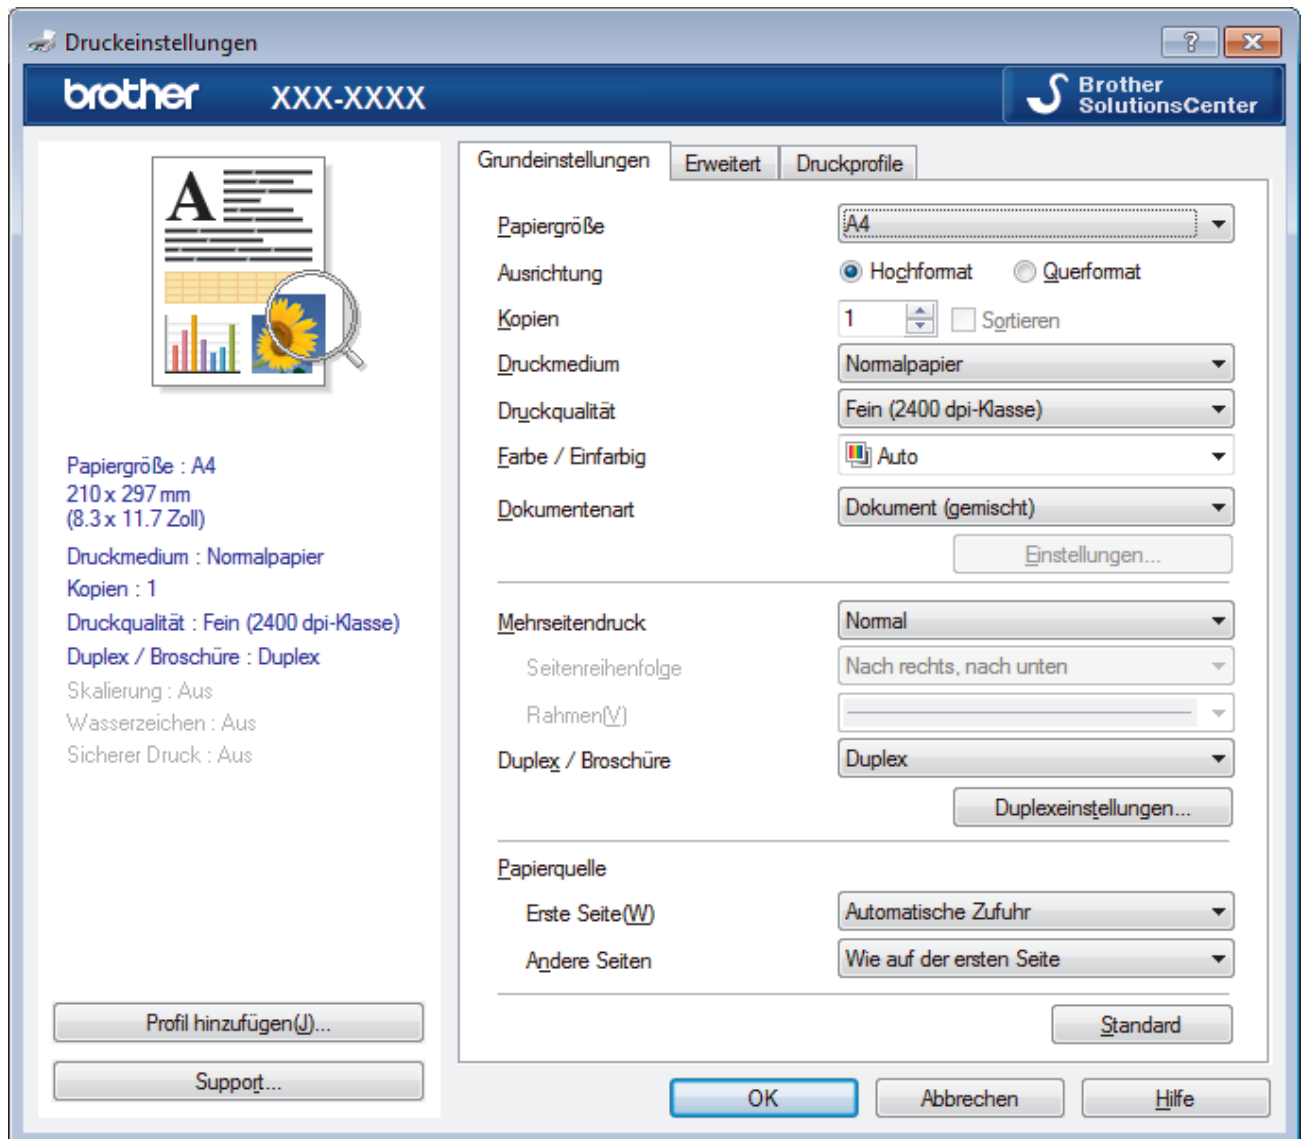 Druckeinstellungen
?
brother XXX-XXXX
Brother
SolutionsCenter
A
Papiergröße : A4
210 x 297 mm
(8.3 x 11.7 Zoll)
Druckmedium : Normalpapier
Kopien : 1
Druckqualität : Fein (2400 dpi-Klasse)
Duplex / Broschüre : Duplex
Skalierung : Aus
Wasserzeichen : Aus
Sicherer Druck : Aus
Profil hinzufügen(J)...
Support...
Grundeinstellungen Erweitert Druckprofile
Papiergröße A4
Ausrichtung Hochformat Querformat
Kopien 1 Sortieren
Druckmedium Normalpapier
Druckqualität Fein (2400 dpi-Klasse)
Farbe / Einfarbig Auto
Dokumentenart Dokument (gemischt)
Einstellungen...
Mehrseitendruck Normal
Seitenreihenfolge Nach rechts, nach unten
Rahmen(V)
Duplex / Broschüre Duplex
Duplexeinstellungen...
Papierquelle
Erste Seite(W) Automatische Zufuhr
Andere Seiten Wie auf der ersten Seite
Standard
OK Abbrechen Hilfe